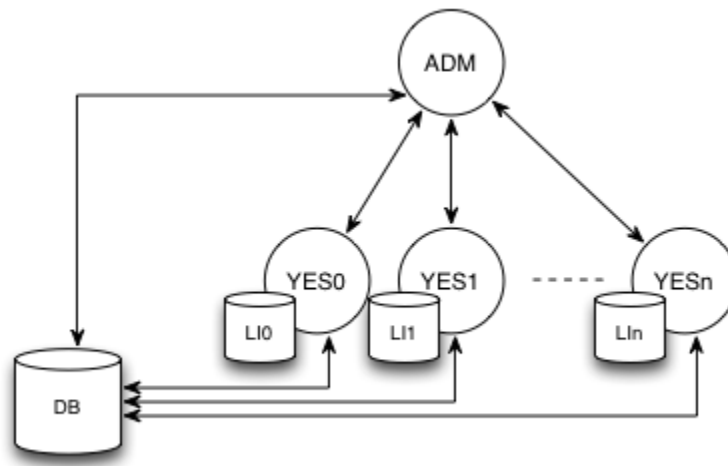 ADM
YES0
YES1
YESn
LI0
LI1
LIn
DB